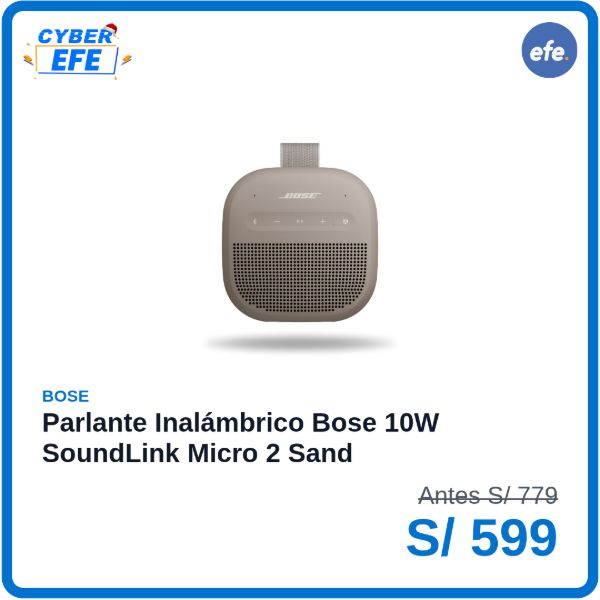 CYBER
EFE
efe.
BOSE
BOSE
Parlante Inalámbrico Bose 10W
SoundLink Micro 2 Sand
Antes S/ 779
S/ 599